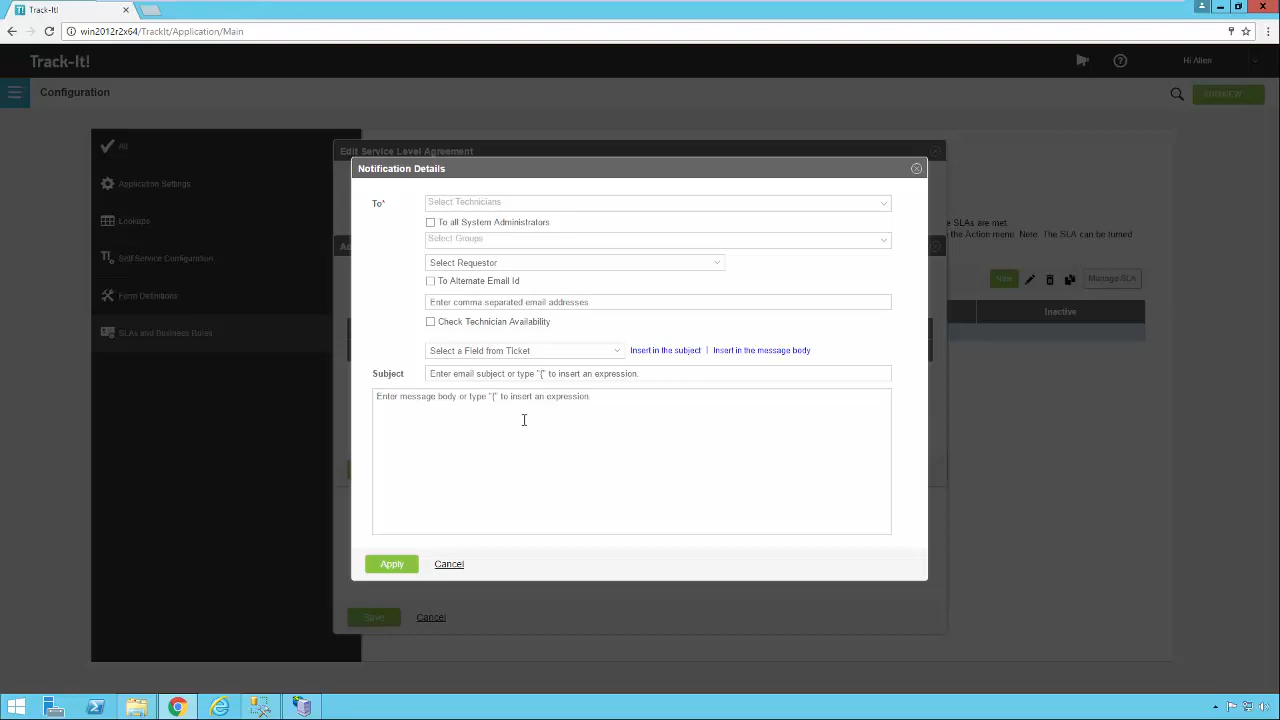 Track-It!
win2012r2x64/TrackIt/Application/Main
Track-It!
Hi Allen
Configuration
All
Application Settings
Lookups
Self Service Configuration
Form Definitions
SLAs and Business Rules
Edit Service Level Agreement
Notification Details
To*
Select Technicians
To all System Administrators
Select Groups
Select Requestor
To Alternate Email Id
Enter comma separated email addresses
Check Technician Availability
Select a Field from Ticket
Insert in the subject | Insert in the message body
Subject
Enter email subject or type "{" to insert an expression.
Enter message body or type "{" to insert an expression.
Apply
Cancel
Save
Cancel
e SLAs are met.
the Action menu. Note. The SLA can be turned
New
Manage SLA
Inactive